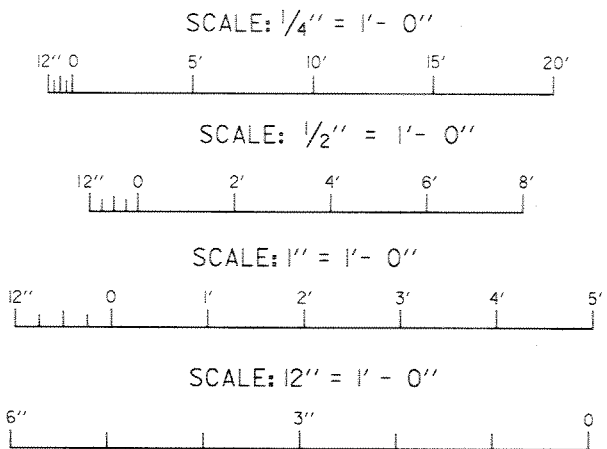 SCALE: 1/4" = 1'- 0"
12" 0 5' 10' 15' 20'
SCALE: 1/2" = 1'- 0"
12" 0 2' 4' 6' 8'
SCALE: 1" = 1'- 0"
12" 0 1' 2' 3' 4' 5'
SCALE: 12" = 1' - 0"
6" 3" 0